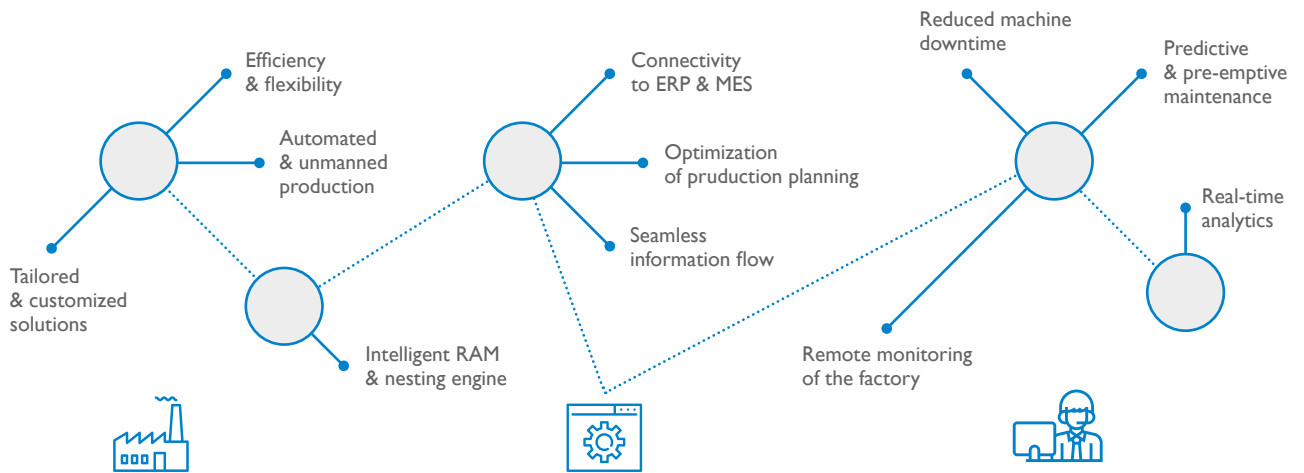 Efficiency
& flexibility
Automated
& unmanned
production
Tailored
& customized
solutions
Intelligent RAM
& nesting engine
Connectivity
to ERP & MES
Optimization
of pruduction planning
Seamless
information flow
Reduced machine
downtime
Predictive
& pre-emptive
maintenance
Real-time
analytics
Remote monitoring
of the factory